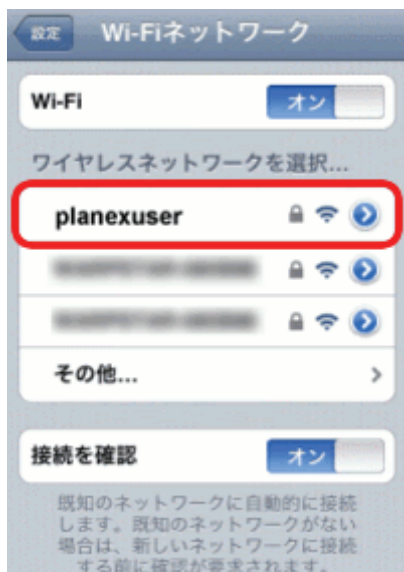 設定
Wi-Fiネットワーク
Wi-Fi
オン
ワイヤレスネットワークを選択...
planexuser
その他...
接続を確認
オン
既知のネットワークに自動的に接続
します。既知のネットワークがない
場合は、新しいネットワークに接続
する前に確認が要求されます。